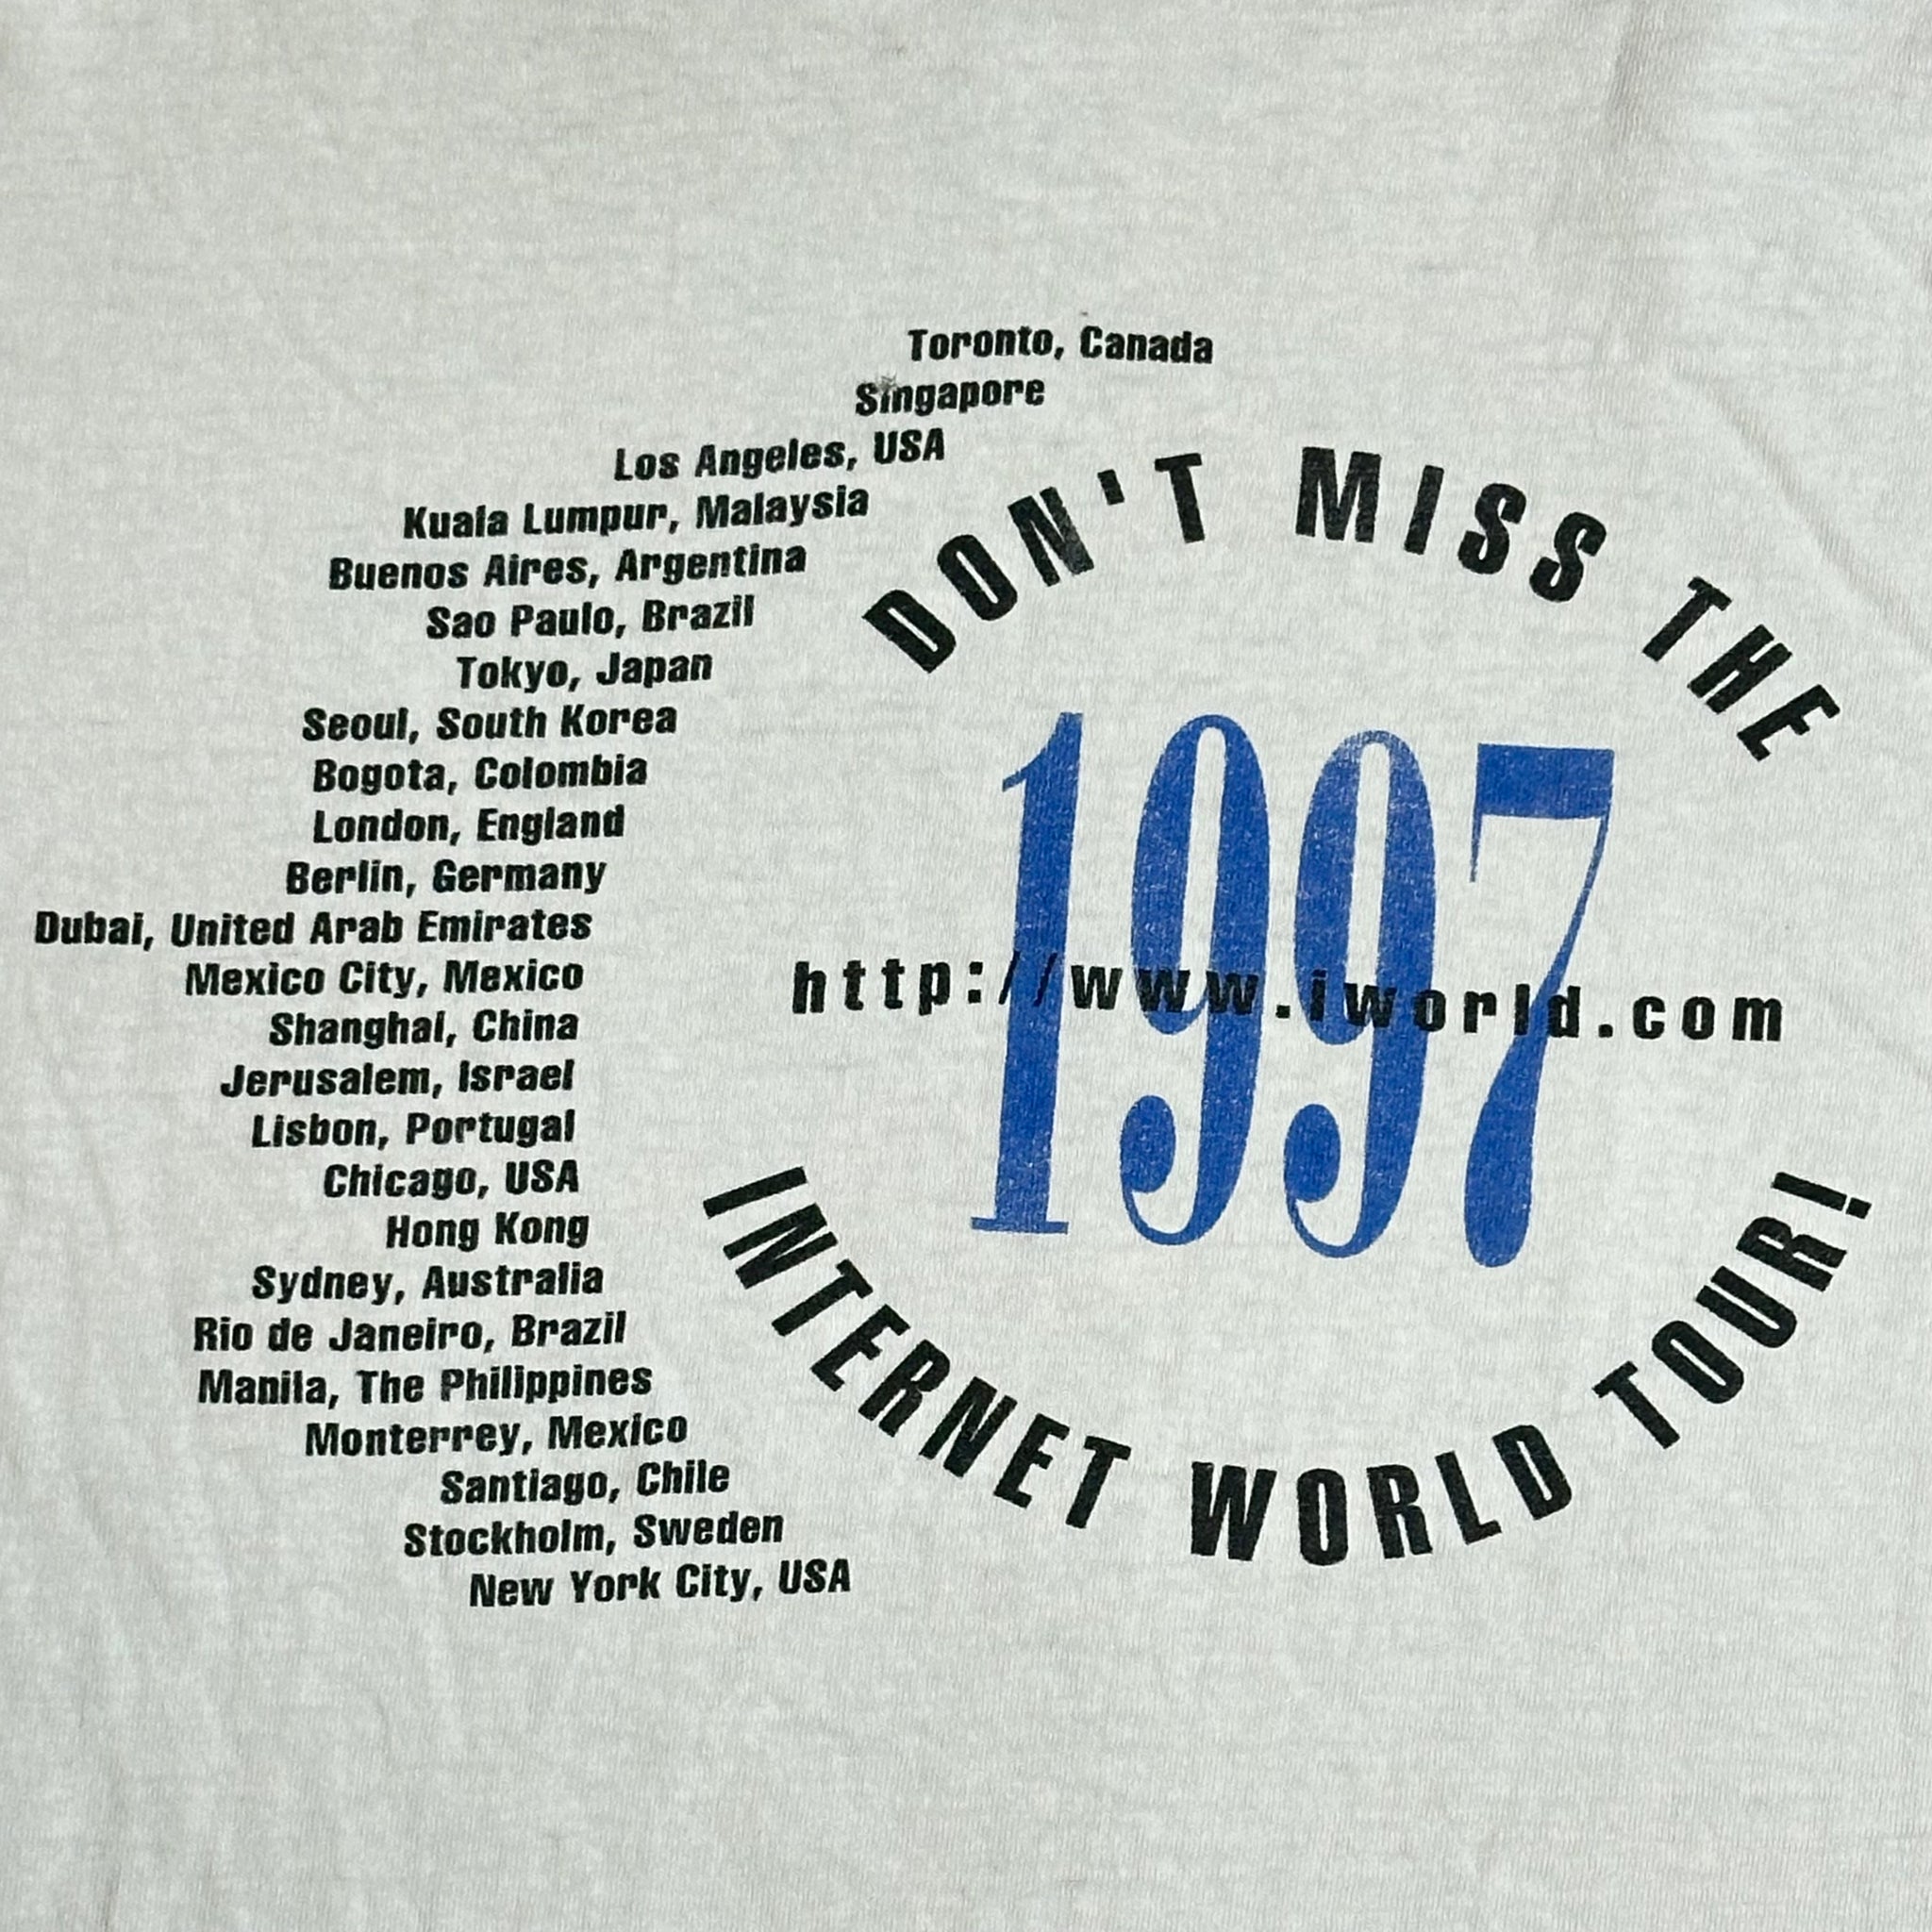 Toronto, Canada
Singapore
Los Angeles, USA
Kuala Lumpur, Malaysia
Buenos Aires, Argentina
Sao Paulo, Brazil
Tokyo, Japan
Seoul, South Korea
Bogota, Colombia
London, England
Berlin, Germany
Dubai, United Arab Emirates
Mexico City, Mexico
Shanghai, China
Jerusalem, Israel
Lisbon, Portugal
Chicago, USA
Hong Kong
Sydney, Australia
Rio de Janeiro, Brazil
Manila, The Philippines
Monterrey, Mexico
Santiago, Chile
Stockholm, Sweden
New York City, USA
DON'T MISS THE
1997
http://www.iworld.com
INTERNET WORLD TOUR!